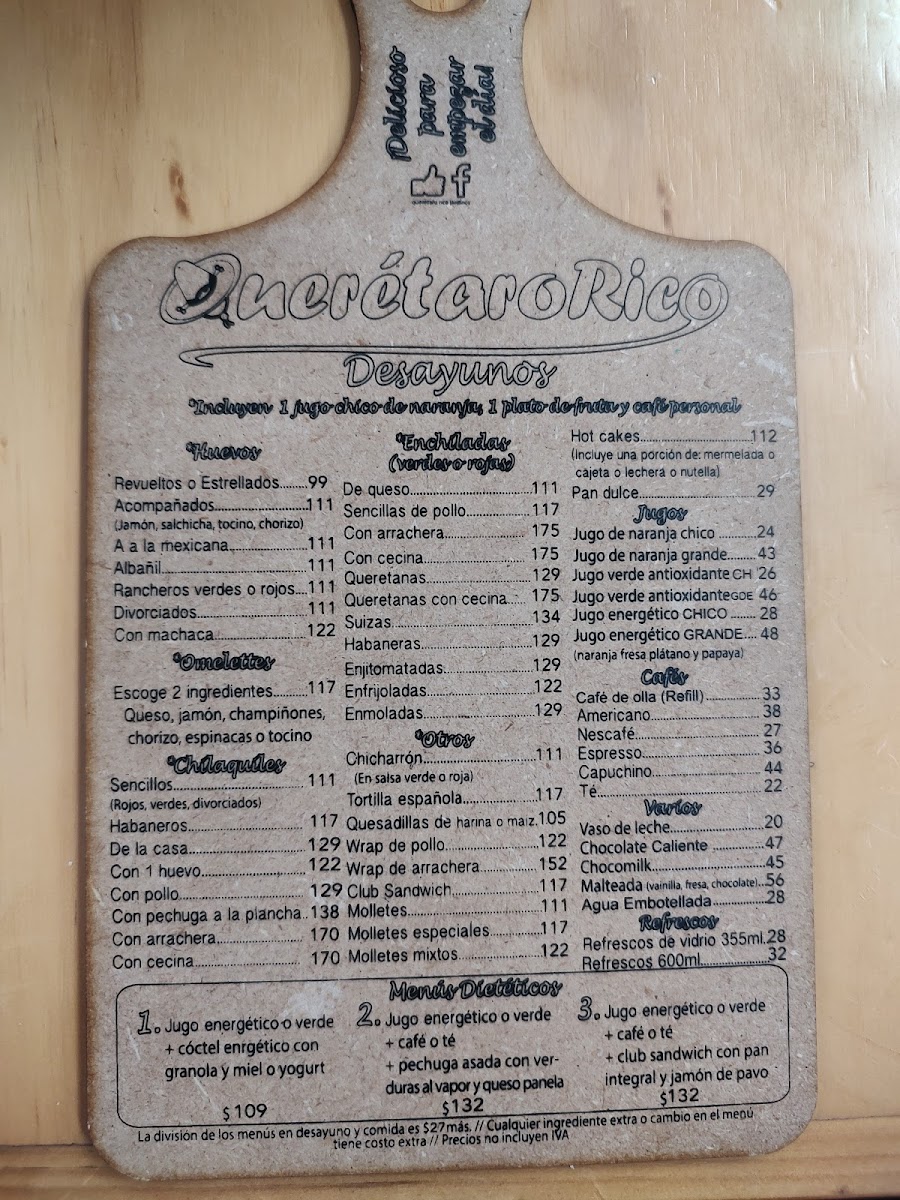 ¡Delicioso
para
empezar
el día!
QuerétaroRico
Desayunos
*Incluyen 1 jugo chico de naranja, 1 plato de fruta y café personal
*Huevos
Revueltos o Estrellados........99
Acompañados......................111
(Jamón, salchicha, tocino, chorizo)
A a la mexicana...................111
Albañil..................................111
Rancheros verdes o rojos....111
Divorciados..........................111
Con machaca......................122
*Omelettes
Escoge 2 ingredientes.........117
Queso, jamón, champiñones,
chorizo, espinacas o tocino
*Chilaquiles
Sencillos............................... 111
(Rojos, verdes, divorciados)
Habaneros........................... 117
De la casa............................ 129
Con 1 huevo......................... 122
Con pollo.............................. 129
Con pechuga a la plancha.. 138
Con arrachera...................... 170
Con cecina........................... 170
*Enchiladas
(verdes o rojas)
De queso..............................111
Sencillas de pollo.................117
Con arrachera...................... 175
Con cecina........................... 175
Queretanas...........................129
Queretanas con cecina..... 175
Suizas...................................134
Habaneras............................129
Enjitomatadas.......................129
Enfrijoladas...........................122
Enmoladas............................129
*Otros
Chicharrón............................111
(En salsa verde o roja)
Tortilla española...................117
Quesadillas de harina o maíz.105
Wrap de pollo.......................122
Wrap de arrachera...............152
Club Sandwich.....................117
Molletes................................111
Molletes especiales..............117
Molletes mixtos.....................122
Hot cakes..............................112
(Incluye una porción de: mermelada o
cajeta o lechera o nutella)
Pan dulce.............................. 29
Jugos
Jugo de naranja chico .........24
Jugo de naranja grande.......43
Jugo verde antioxidante CH 26
Jugo verde antioxidante GDE 46
Jugo energético CHICO ....... 28
Jugo energético GRANDE.... 48
(naranja fresa plátano y papaya)
Cafés
Café de olla (Refill) .............. 33
Americano............................. 38
Nescafé................................. 27
Espresso............................... 36
Capuchino............................. 44
Té.......................................... 22
Varios
Vaso de leche....................... 20
Chocolate Caliente ..............47
Chocomilk.............................45
Malteada (vainilla, fresa, chocolate)..56
Agua Embotellada................28
Refrescos
Refrescos de vidrio 355ml.28
Refrescos 600ml..................32
Menús Dietéticos
1. Jugo energético o verde
+ cóctel enrgético con
granola y miel o yogurt
$109
2. Jugo energético o verde
+ café o té
+ pechuga asada con ver-
duras al vapor y queso panela
$132
3. Jugo energético o verde
+ café o té
+ club sandwich con pan
integral y jamón de pavo
$132
La división de los menús en desayuno y comida es $27más. // Cualquier ingrediente extra o cambio en el menú
tiene costo extra // Precios no incluyen IVA